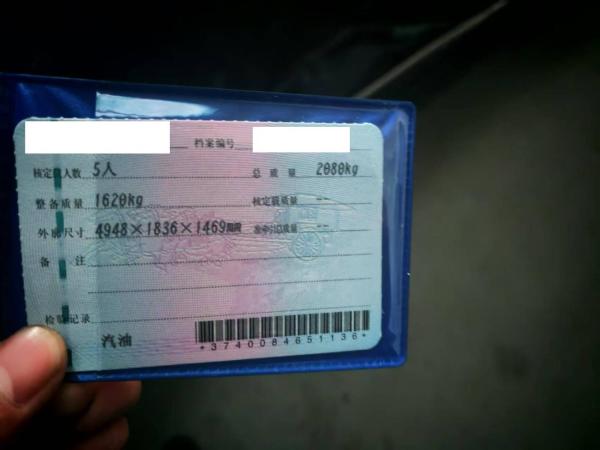 档案编号
核定载人数 5人 总质量 2080kg
整备质量 1620kg 核定载质量 --
外廓尺寸 4948×1836×1469mm 准牵引总质量 --
备注
检验记录
汽油
*3740084651136*